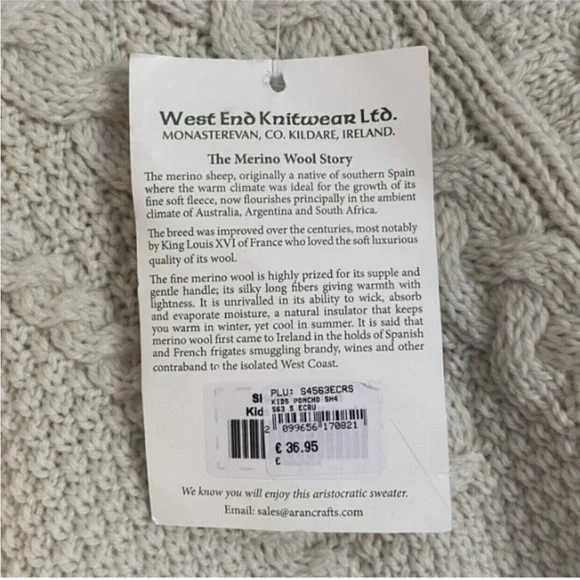 West End Knitwear Ltd.
MONASTEREVAN, CO. KILDARE, IRELAND.
The Merino Wool Story
The merino sheep, originally a native of southern Spain
where the warm climate was ideal for the growth of its
fine soft fleece, now flourishes principally in the ambient
climate of Australia, Argentina and South Africa.
The breed was improved over the centuries, most notably
by King Louis XVI of France who loved the soft luxurious
quality of its wool.
The fine merino wool is highly prized for its supple and
gentle handle; its silky long fibers giving warmth with
lightness. It is unrivalled in its ability to wick, absorb
and evaporate moisture, a natural insulator that keeps
you warm in winter, yet cool in summer. It is said that
merino wool first came to Ireland in the holds of Spanish
and French frigates smuggling brandy, wines and other
contraband to the isolated West Coast.
PLU: S4563ECRS
KIDS PONCHO SH4
563 S ECRU
Kid
2 099656 170821
€ 36.95
€
We know you will enjoy this aristocratic sweater.
Email: sales@arancrafts.com